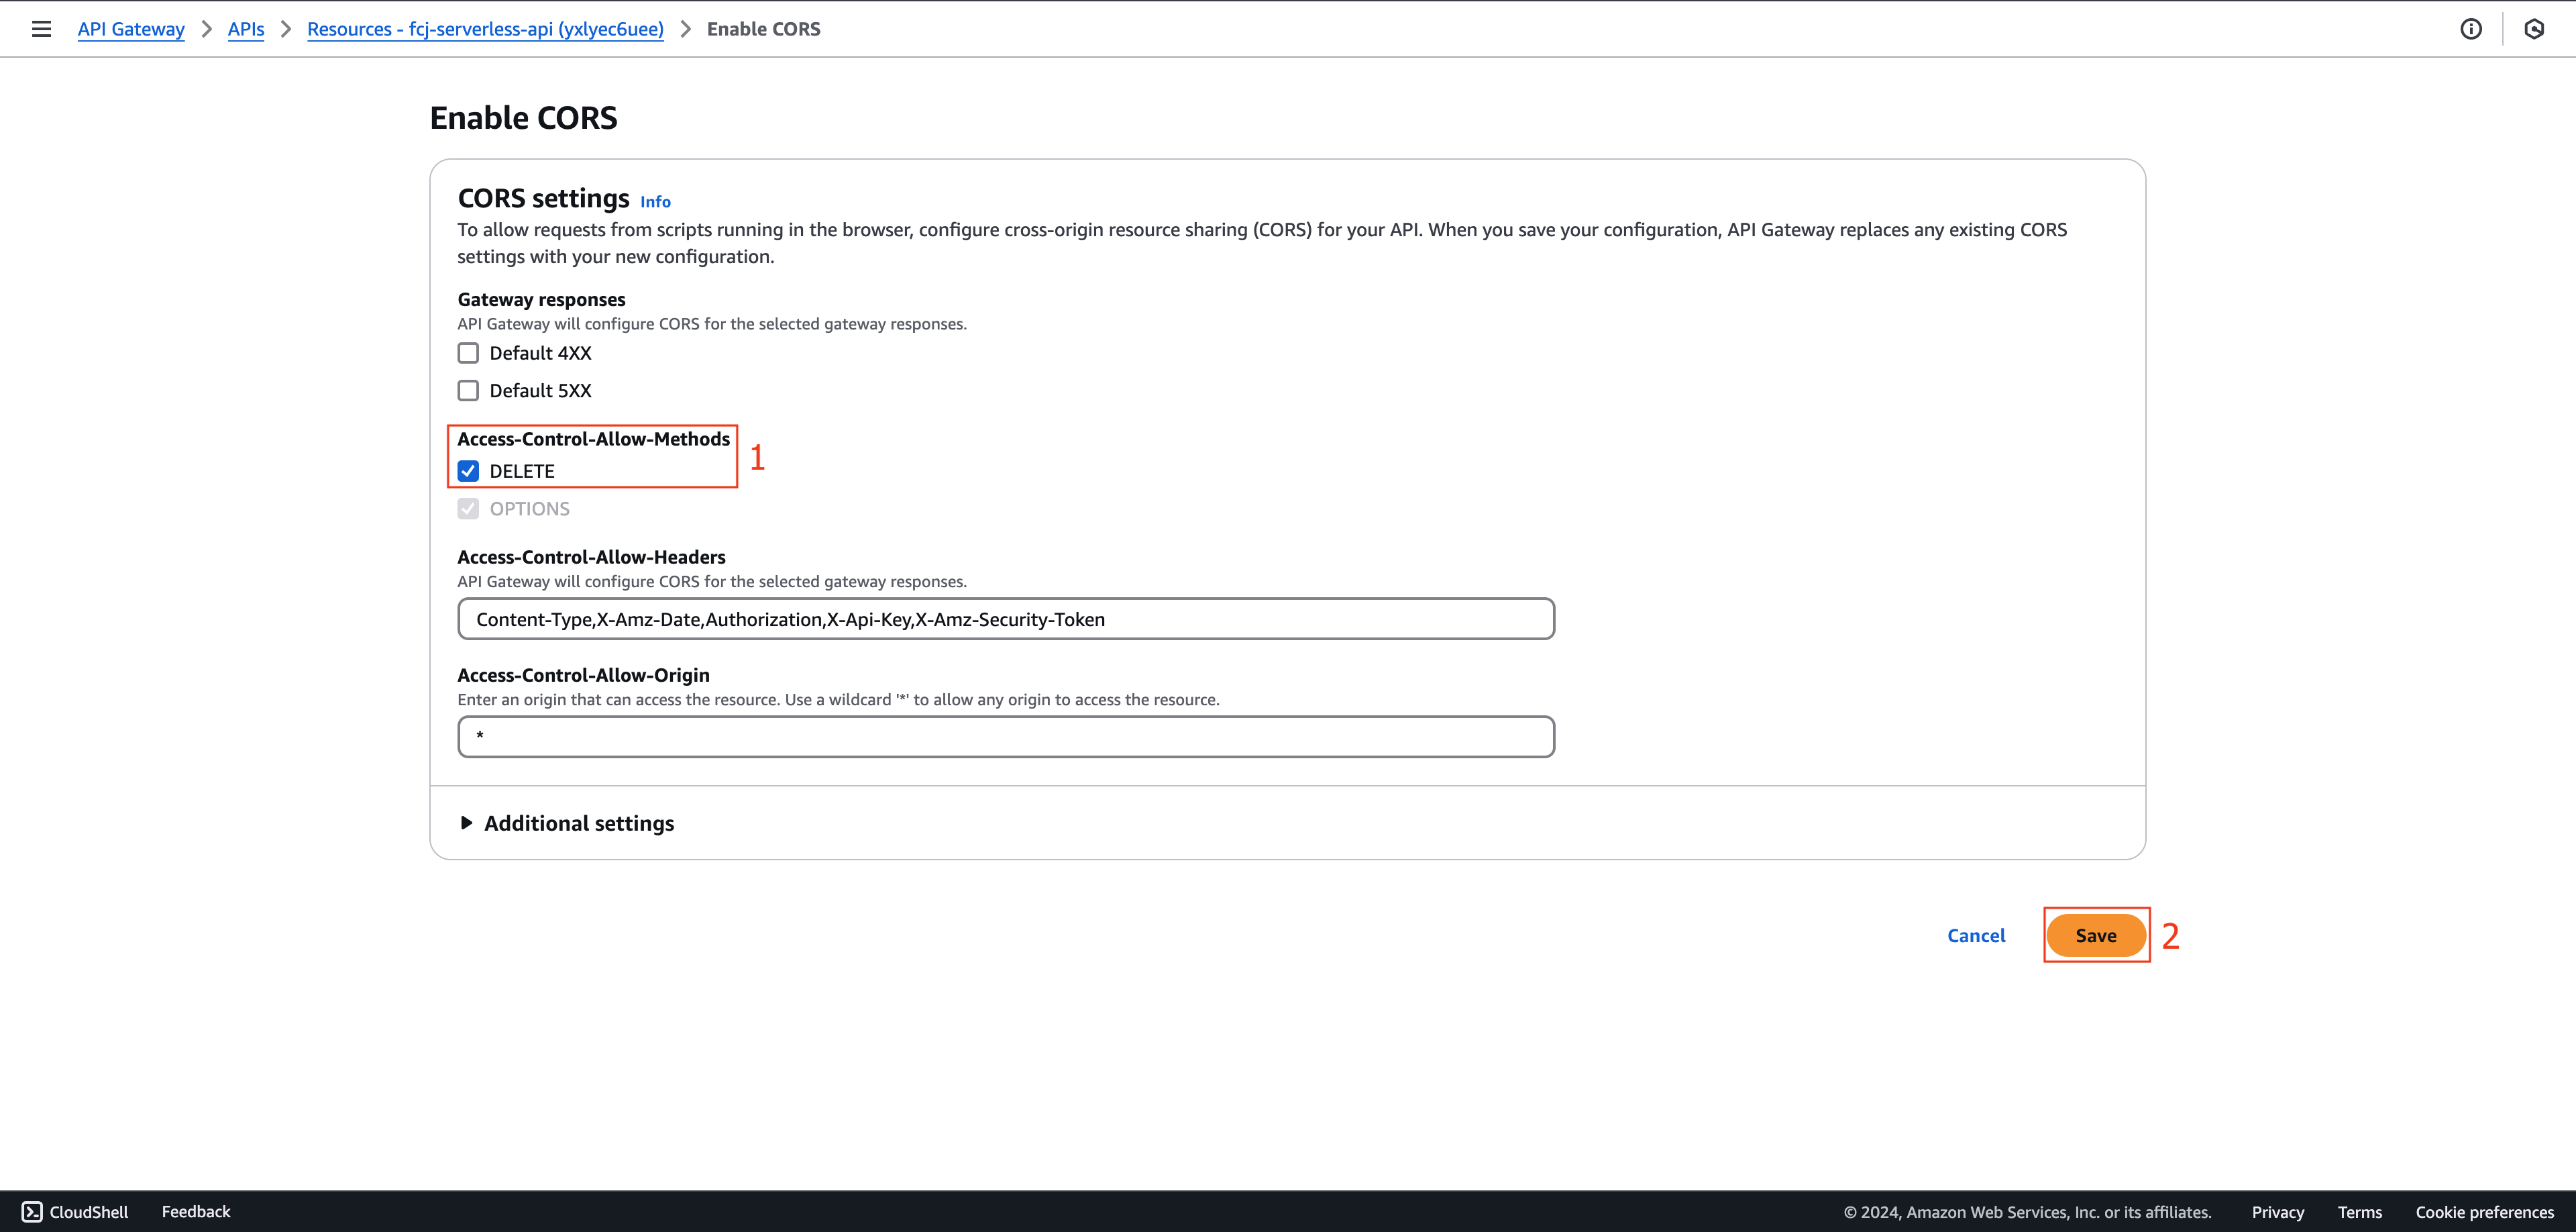 API Gateway > APIs > Resources - fcj-serverless-api (yxlyec6uee) > Enable CORS
Enable CORS
CORS settings Info
To allow requests from scripts running in the browser, configure cross-origin resource sharing (CORS) for your API. When you save your configuration, API Gateway replaces any existing CORS
settings with your new configuration.
Gateway responses
API Gateway will configure CORS for the selected gateway responses.
Default 4XX
Default 5XX
Access-Control-Allow-Methods
1
DELETE
OPTIONS
Access-Control-Allow-Headers
API Gateway will configure CORS for the selected gateway responses.
Content-Type,X-Amz-Date,Authorization,X-Api-Key,X-Amz-Security-Token
Access-Control-Allow-Origin
Enter an origin that can access the resource. Use a wildcard '*' to allow any origin to access the resource.
*
Additional settings
Cancel Save 2
CloudShell Feedback © 2024, Amazon Web Services, Inc. or its affiliates. Privacy Terms Cookie preferences